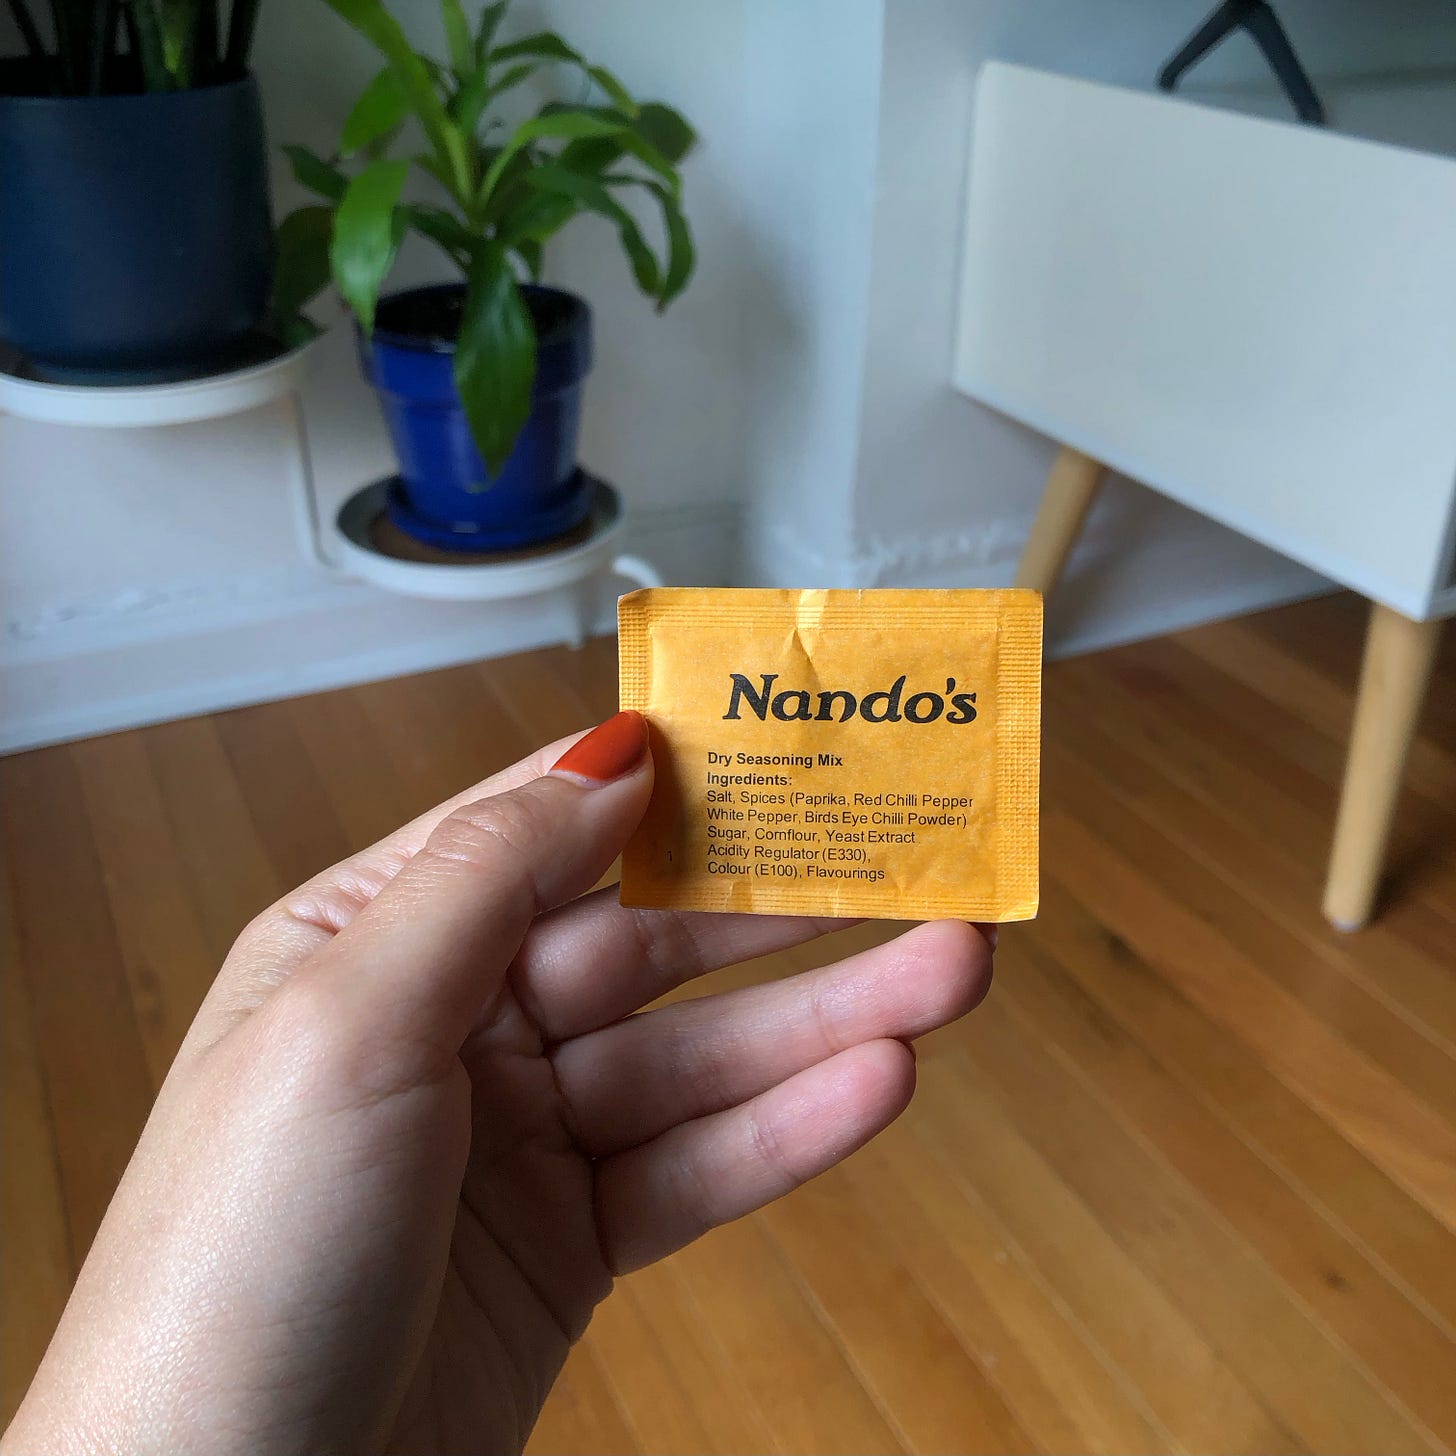 Nando's
Dry Seasoning Mix
Ingredients:
Salt, Spices (Paprika, Red Chilli Pepper
White Pepper, Birds Eye Chilli Powder)
Sugar, Cornflour, Yeast Extract
Acidity Regulator (E330),
Colour (E100), Flavourings
1